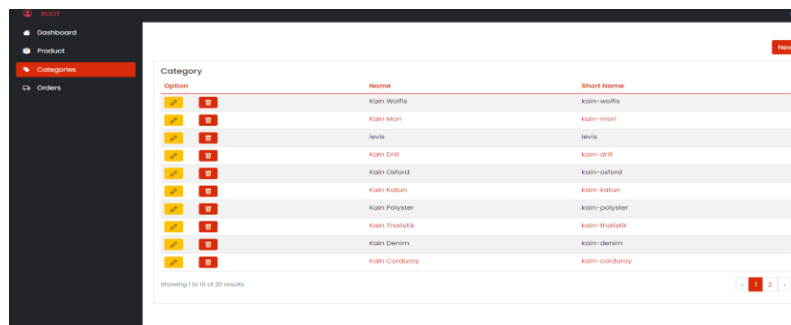 ROOT
Dashboard
Product
Categories
Orders
New
Category
Option Name Short Name
Kain Wolfis kain-wolfis
Kain Mori kain-mori
levis levis
Kain Drill kain-drill
Kain Oxford kain-oxford
Kain Katun kain-katun
Kain Polyster kain-polyster
Kain Thalistik kain-thalistik
Kain Denim kain-denim
Kain Corduroy kain-corduroy
Showing 1 to 10 of 20 results
‹ 1 2 ›